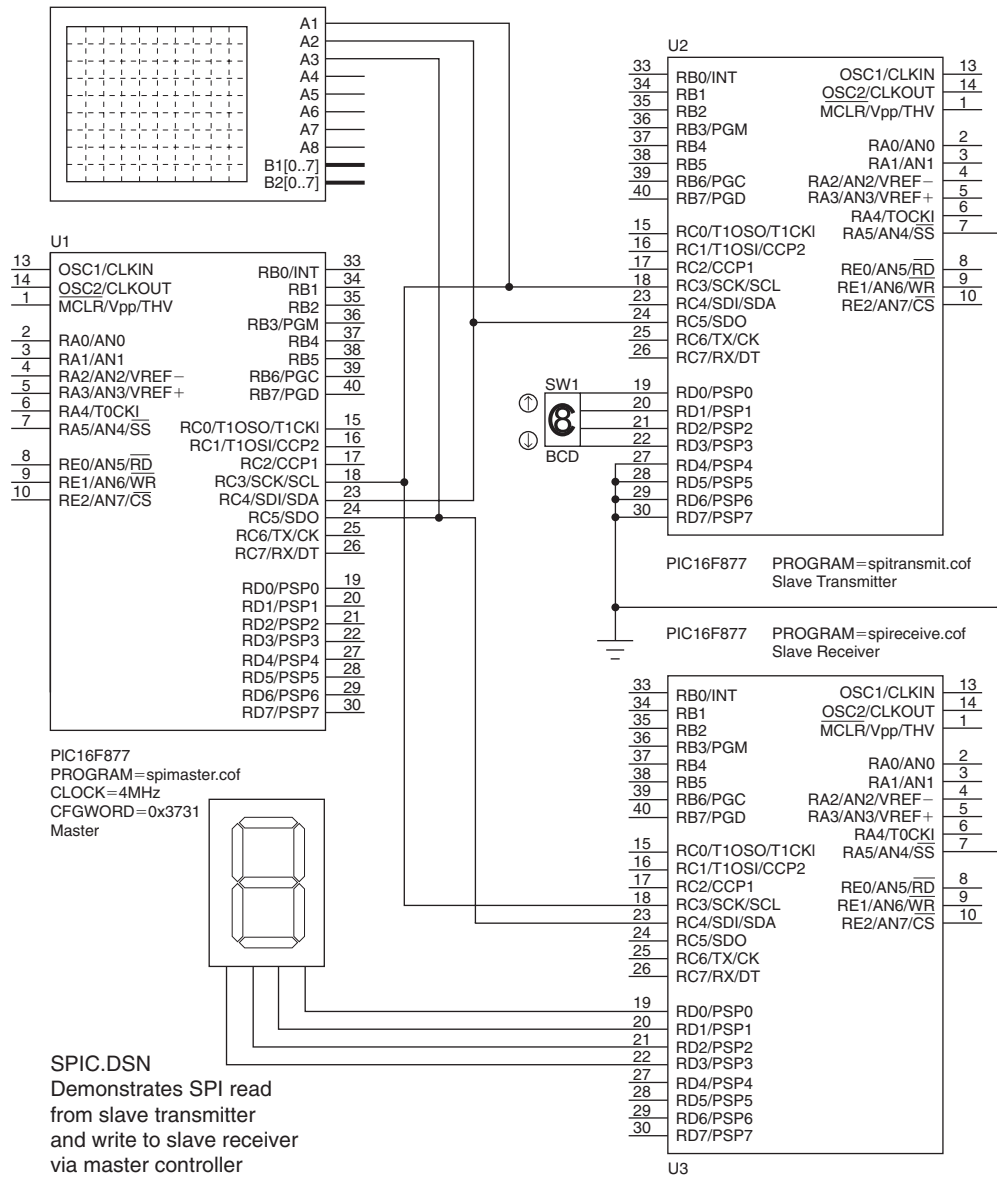 A1
A2
A3
A4
A5
A6
A7
A8
B1[0..7]
B2[0..7]
U1
13 OSC1/CLKIN
14 OSC2/CLKOUT
1 MCLR/Vpp/THV
2 RA0/AN0
3 RA1/AN1
4 RA2/AN2/VREF−
5 RA3/AN3/VREF+
6 RA4/T0CKI
7 RA5/AN4/SS
8 RE0/AN5/RD
9 RE1/AN6/WR
10 RE2/AN7/CS
RB0/INT 33
RB1 34
RB2 35
RB3/PGM 36
RB4 37
RB5 38
RB6/PGC 39
RB7/PGD 40
RC0/T1OSO/T1CKI 15
RC1/T1OSI/CCP2 16
RC2/CCP1 17
RC3/SCK/SCL 18
RC4/SDI/SDA 23
RC5/SDO 24
RC6/TX/CK 25
RC7/RX/DT 26
RD0/PSP0 19
RD1/PSP1 20
RD2/PSP2 21
RD3/PSP3 22
RD4/PSP4 27
RD5/PSP5 28
RD6/PSP6 29
RD7/PSP7 30
PIC16F877
PROGRAM=spimaster.cof
CLOCK=4MHz
CFGWORD=0x3731
Master
U2
33 RB0/INT
34 RB1
35 RB2
36 RB3/PGM
37 RB4
38 RB5
39 RB6/PGC
40 RB7/PGD
15 RC0/T1OSO/T1CKI
16 RC1/T1OSI/CCP2
17 RC2/CCP1
18 RC3/SCK/SCL
23 RC4/SDI/SDA
24 RC5/SDO
25 RC6/TX/CK
26 RC7/RX/DT
19 RD0/PSP0
20 RD1/PSP1
21 RD2/PSP2
22 RD3/PSP3
27 RD4/PSP4
28 RD5/PSP5
29 RD6/PSP6
30 RD7/PSP7
OSC1/CLKIN 13
OSC2/CLKOUT 14
MCLR/Vpp/THV 1
RA0/AN0 2
RA1/AN1 3
RA2/AN2/VREF− 4
RA3/AN3/VREF+ 5
RA4/TOCKI 6
RA5/AN4/SS 7
RE0/AN5/RD 8
RE1/AN6/WR 9
RE2/AN7/CS 10
SW1
BCD
PIC16F877 PROGRAM=spitransmit.cof
Slave Transmitter
PIC16F877 PROGRAM=spireceive.cof
Slave Receiver
33 RB0/INT
34 RB1
35 RB2
36 RB3/PGM
37 RB4
38 RB5
39 RB6/PGC
40 RB7/PGD
15 RC0/T1OSO/T1CKI
16 RC1/T1OSI/CCP2
17 RC2/CCP1
18 RC3/SCK/SCL
23 RC4/SDI/SDA
24 RC5/SDO
25 RC6/TX/CK
26 RC7/RX/DT
19 RD0/PSP0
20 RD1/PSP1
21 RD2/PSP2
22 RD3/PSP3
27 RD4/PSP4
28 RD5/PSP5
29 RD6/PSP6
30 RD7/PSP7
OSC1/CLKIN 13
OSC2/CLKOUT 14
MCLR/Vpp/THV 1
RA0/AN0 2
RA1/AN1 3
RA2/AN2/VREF− 4
RA3/AN3/VREF+ 5
RA4/T0CKI 6
RA5/AN4/SS 7
RE0/AN5/RD 8
RE1/AN6/WR 9
RE2/AN7/CS 10
U3
SPIC.DSN
Demonstrates SPI read
from slave transmitter
and write to slave receiver
via master controller